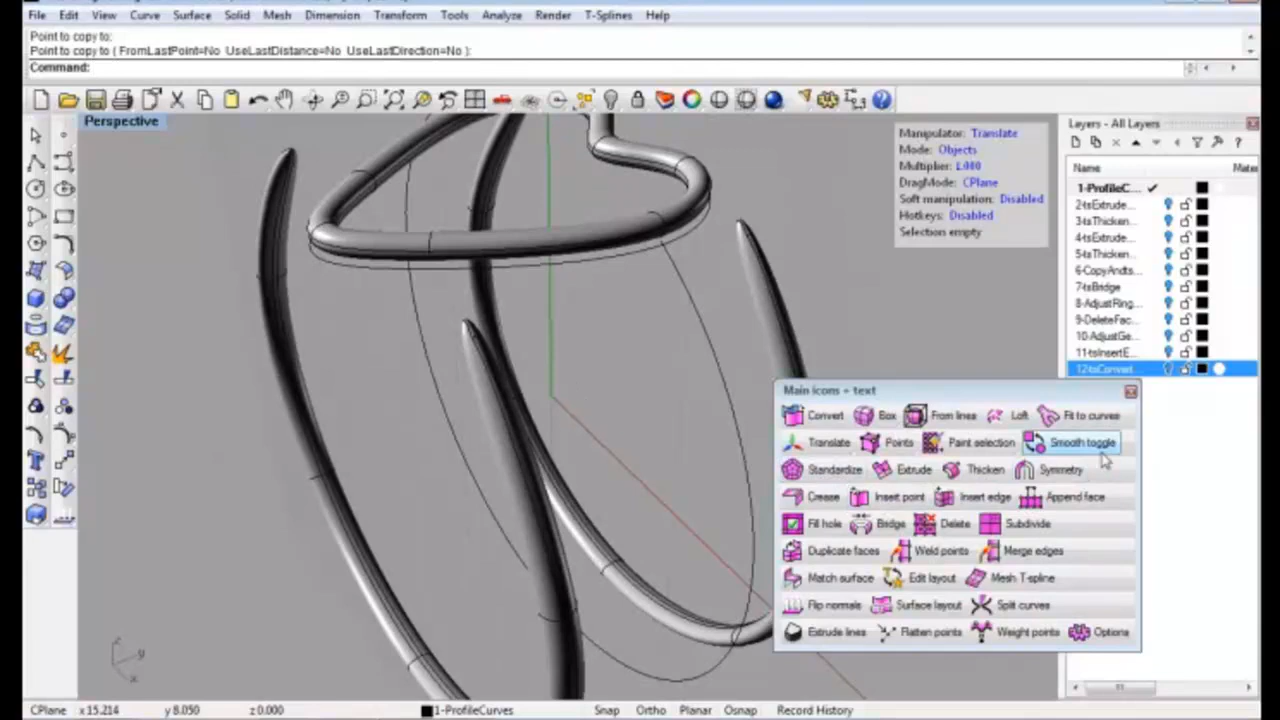 File Edit View Curve Surface Solid Mesh Dimension Transform Tools Analyze Render T-Splines Help
Point to copy to:
Point to copy to ( FromLastPoint=No UseLastDistance=No UseLastDirection=No ):
Command:
Perspective
Manipulator: Translate
Mode: Objects
Multiplier: 1.000
DragMode: CPlane
Soft manipulation: Disabled
Hotkeys: Disabled
Selection empty
Layers - All Layers
Name Mater
1-ProfileC...
2-tsExtrude...
3-tsThicken...
4-tsExtrude...
5-tsThicken...
6-CopyAndts...
7-tsBridge
8-AdjustRing...
9-DeleteFac...
10-AdjustGe...
11-tsInsertE...
12-tsConvert...
Main icons + text
Convert Box From lines Loft Fit to curves
Translate Points Paint selection Smooth toggle
Standardize Extrude Thicken Symmetry
Crease Insert point Insert edge Append face
Fill hole Bridge Delete Subdivide
Duplicate faces Weld points Merge edges
Match surface Edit layout Mesh T-spline
Flip normals Surface layout Split curves
Extrude lines Flatten points Weight points Options
z
y
x
CPlane x 15.214 y 8.050 z 0.000 1-ProfileCurves Snap Ortho Planar Osnap Record History